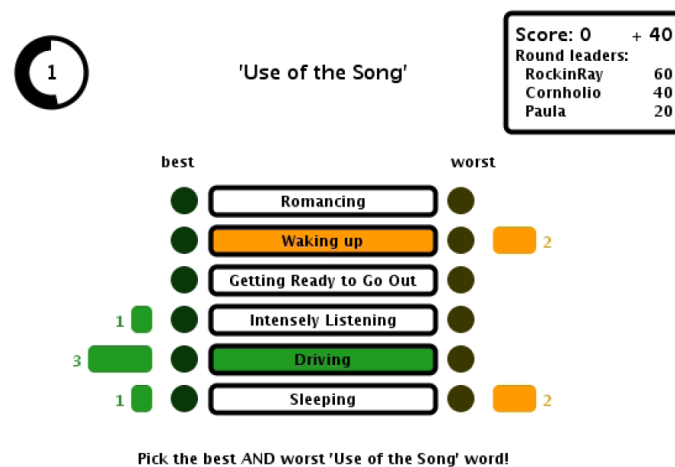 1
'Use of the Song'
Score: 0 + 40
Round leaders:
RockinRay 60
Cornholio 40
Paula 20
best worst
Romancing
Waking up 2
Getting Ready to Go Out
1 Intensely Listening
3 Driving
1 Sleeping 2
Pick the best AND worst 'Use of the Song' word!